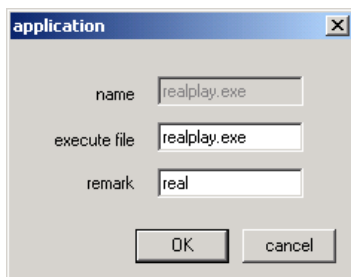 application
name realplay.exe
execute file realplay.exe
remark real
OK cancel